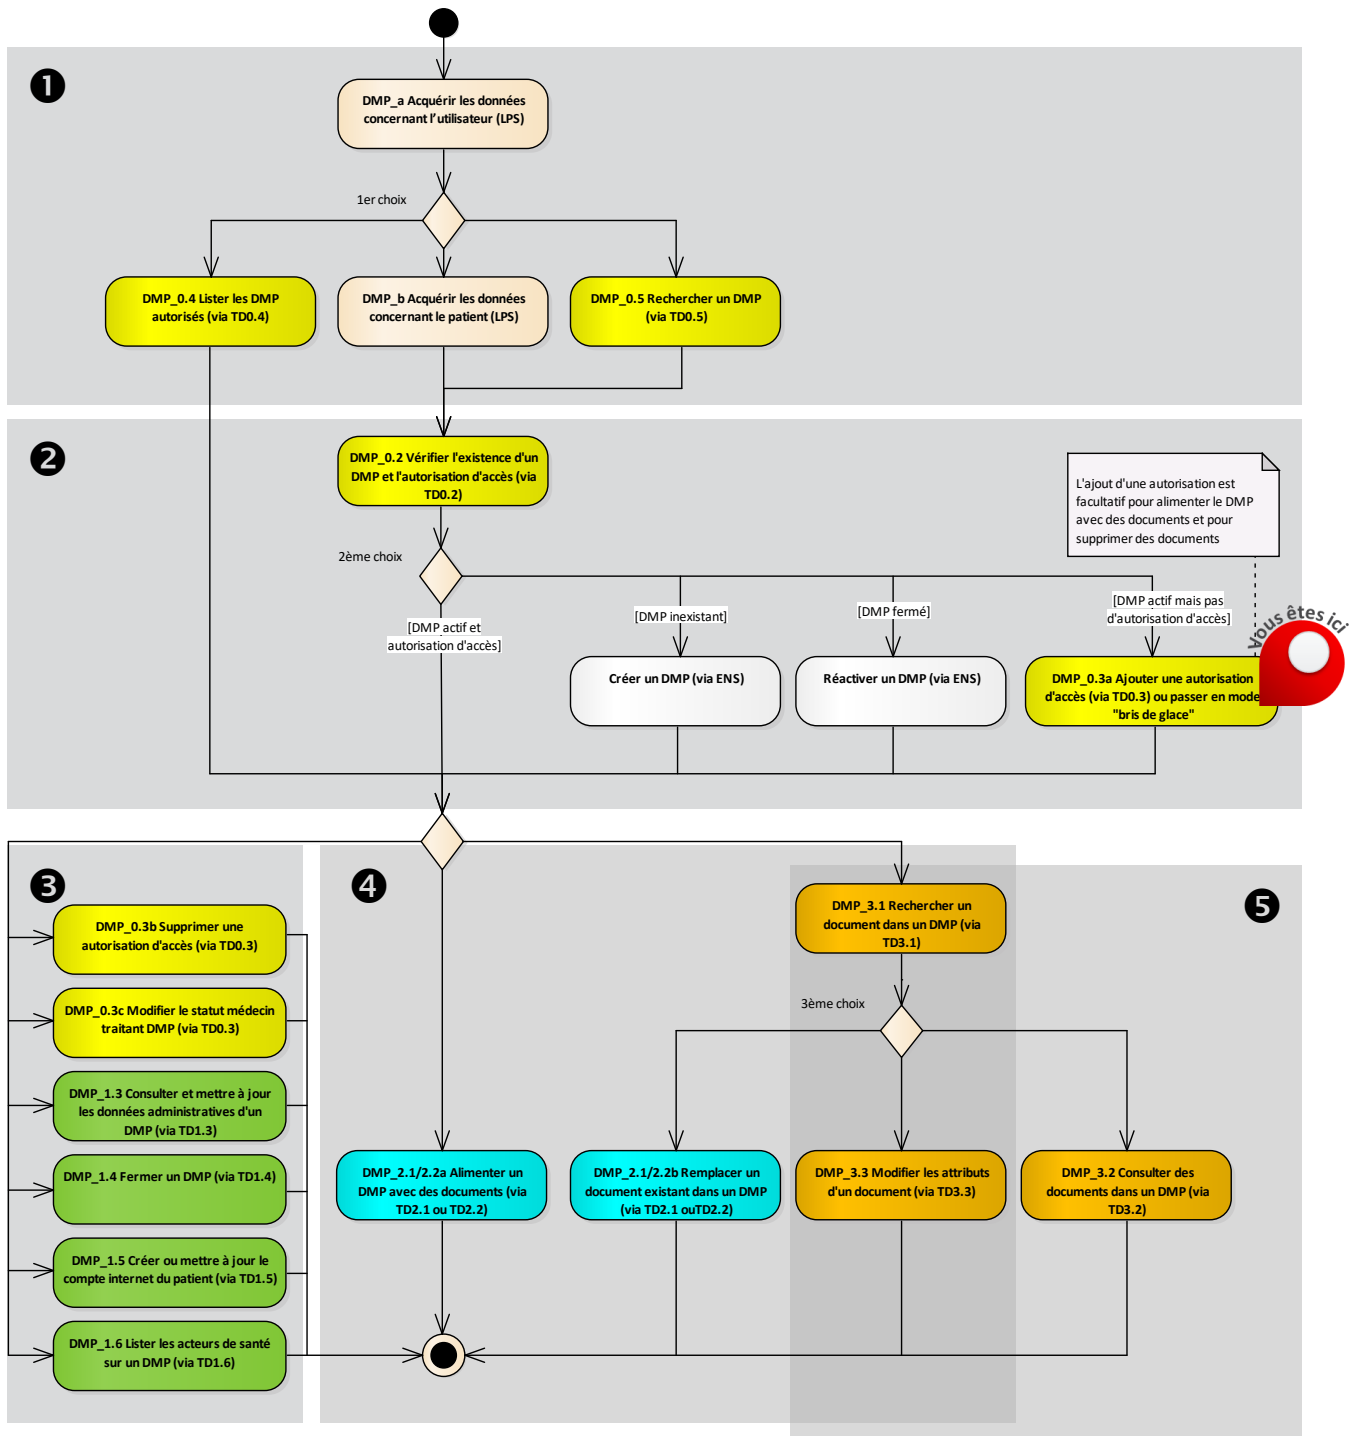 ❶
DMP_a Acquérir les données
concernant l'utilisateur (LPS)
1er choix
DMP_0.4 Lister les DMP
autorisés (via TD0.4)
DMP_b Acquérir les données
concernant le patient (LPS)
DMP_0.5 Rechercher un DMP
(via TD0.5)
❷
DMP_0.2 Vérifier l'existence d'un
DMP et l'autorisation d'accès (via
TD0.2)
L'ajout d'une autorisation est
facultatif pour alimenter le DMP
avec des documents et pour
supprimer des documents
2ème choix
[DMP actif et
autorisation d'accès]
[DMP inexistant]
[DMP fermé]
[DMP actif mais pas
d'autorisation d'accès]
Vous êtes ici
Créer un DMP (via ENS)
Réactiver un DMP (via ENS)
DMP_0.3a Ajouter une autorisation
d'accès (via TD0.3) ou passer en mode
"bris de glace"
❸
DMP_0.3b Supprimer une
autorisation d'accès (via TD0.3)
DMP_0.3c Modifier le statut médecin
traitant DMP (via TD0.3)
DMP_1.3 Consulter et mettre à jour
les données administratives d'un
DMP (via TD1.3)
DMP_1.4 Fermer un DMP (via TD1.4)
DMP_1.5 Créer ou mettre à jour le
compte internet du patient (via TD1.5)
DMP_1.6 Lister les acteurs de santé
sur un DMP (via TD1.6)
❹
❺
DMP_3.1 Rechercher un
document dans un DMP (via
TD3.1)
3ème choix
DMP_2.1/2.2a Alimenter un
DMP avec des documents (via
TD2.1 ou TD2.2)
DMP_2.1/2.2b Remplacer un
document existant dans un DMP
(via TD2.1 ouTD2.2)
DMP_3.3 Modifier les attributs
d'un document (via TD3.3)
DMP_3.2 Consulter des
documents dans un DMP (via
TD3.2)